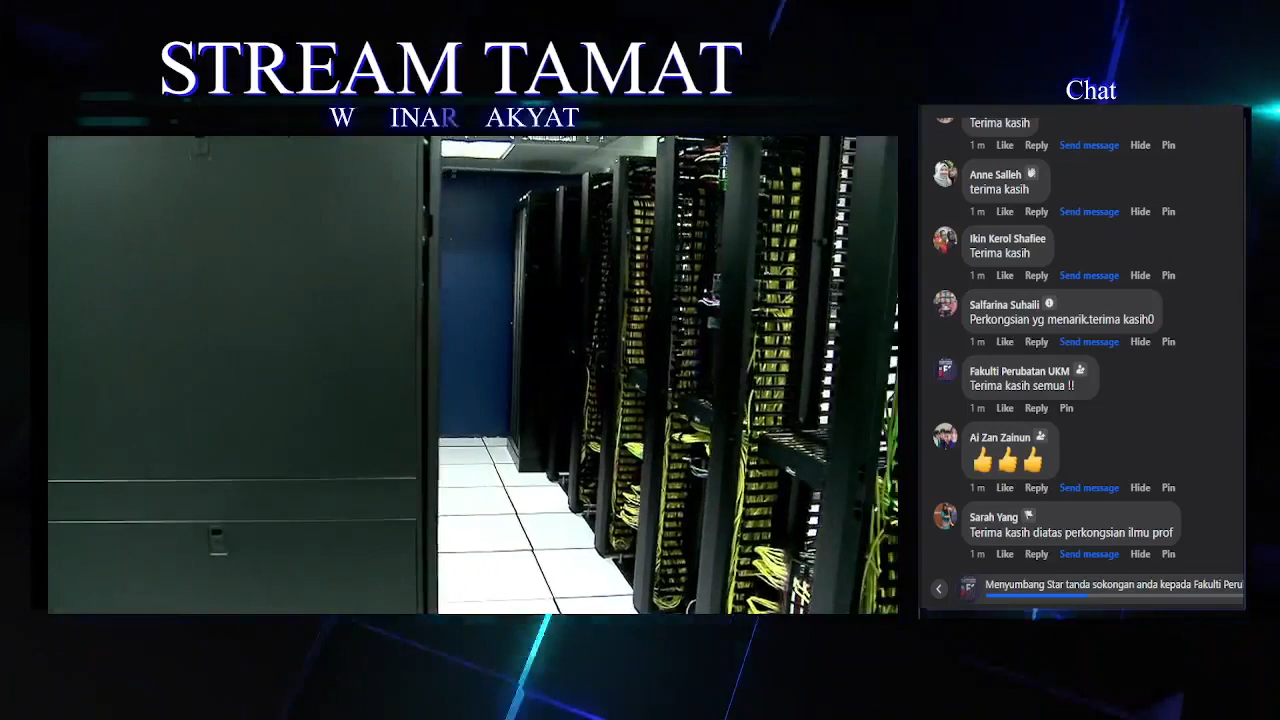 STREAM TAMAT
W INAR AKYAT
Chat
Terima kasih
1 m Like Reply Send message Hide Pin
Anne Salleh
terima kasih
1 m Like Reply Send message Hide Pin
Ikin Kerol Shafiee
Terima kasih
1 m Like Reply Send message Hide Pin
Salfarina Suhaili
Perkongsian yg menarik.terima kasih0
1 m Like Reply Send message Hide Pin
Fakulti Perubatan UKM
Terima kasih semua !!
1 m Like Reply Pin
Ai Zan Zainun
👍👍👍
1 m Like Reply Send message Hide Pin
Sarah Yang
Terima kasih diatas perkongsian ilmu prof
1 m Like Reply Send message Hide Pin
Menyumbang Star tanda sokongan anda kepada Fakulti Peru